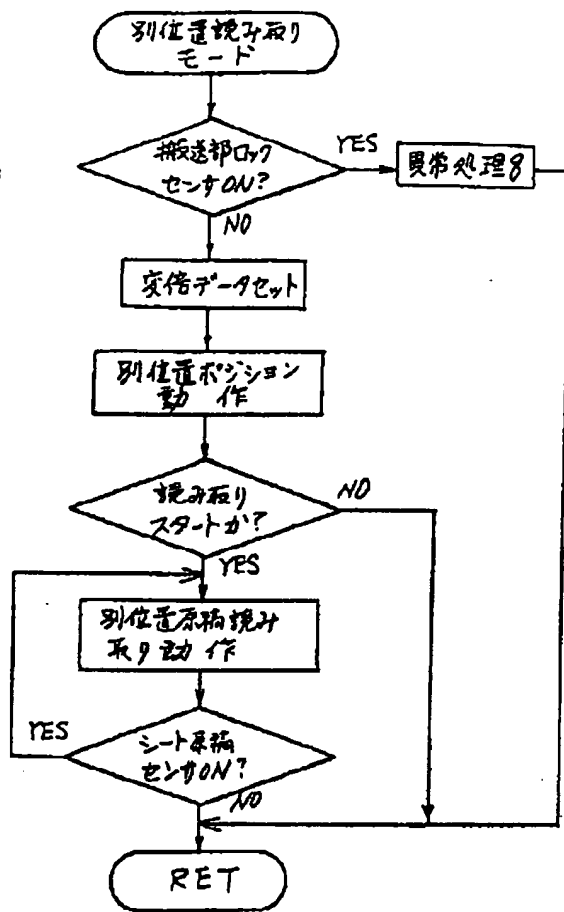 別位置読み取り
モード
搬送部ロック
センサON?
YES
異常処理8
NO
変倍データセット
別位置ポジション
動 作
読み取り
スタートか?
NO
YES
別位置原稿読み
取り動作
YES
シート原稿
センサON?
NO
RET